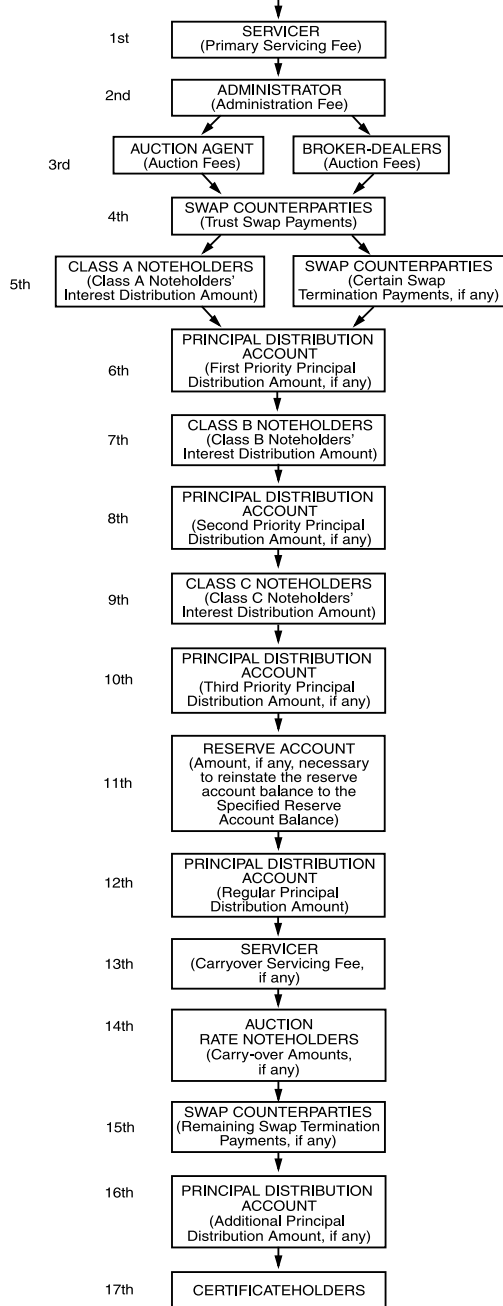 1st
SERVICER
(Primary Servicing Fee)
2nd
ADMINISTRATOR
(Administration Fee)
3rd
AUCTION AGENT
(Auction Fees)
BROKER-DEALERS
(Auction Fees)
4th
SWAP COUNTERPARTIES
(Trust Swap Payments)
5th
CLASS A NOTEHOLDERS
(Class A Noteholders'
Interest Distribution Amount)
SWAP COUNTERPARTIES
(Certain Swap
Termination Payments, if any)
6th
PRINCIPAL DISTRIBUTION
ACCOUNT
(First Priority Principal
Distribution Amount, if any)
7th
CLASS B NOTEHOLDERS
(Class B Noteholders'
Interest Distribution Amount)
8th
PRINCIPAL DISTRIBUTION
ACCOUNT
(Second Priority Principal
Distribution Amount, if any)
9th
CLASS C NOTEHOLDERS
(Class C Noteholders'
Interest Distribution Amount)
10th
PRINCIPAL DISTRIBUTION
ACCOUNT
(Third Priority Principal
Distribution Amount, if any)
11th
RESERVE ACCOUNT
(Amount, if any, necessary
to reinstate the reserve
account balance to the
Specified Reserve
Account Balance)
12th
PRINCIPAL DISTRIBUTION
ACCOUNT
(Regular Principal
Distribution Amount)
13th
SERVICER
(Carryover Servicing Fee,
if any)
14th
AUCTION
RATE NOTEHOLDERS
(Carry-over Amounts,
if any)
15th
SWAP COUNTERPARTIES
(Remaining Swap Termination
Payments, if any)
16th
PRINCIPAL DISTRIBUTION
ACCOUNT
(Additional Principal
Distribution Amount, if any)
17th
CERTIFICATEHOLDERS